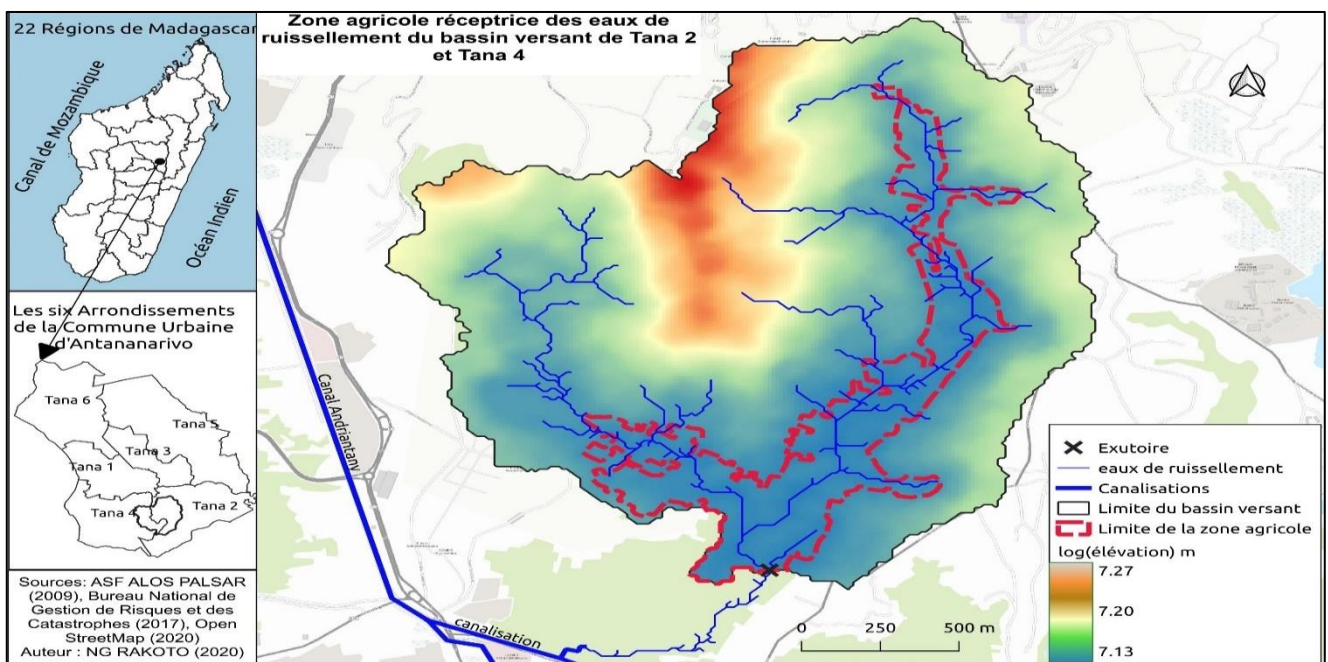 22 Régions de Madagascar
Canal de Mozambique
Océan Indien
Les six Arrondissements
de la Commune Urbaine
d'Antananarivo
Tana 6
Tana 5
Tana 3
Tana 1
Tana 4
Tana 2
Sources: ASF ALOS PALSAR
(2009), Bureau National de
Gestion de Risques et des
Catastrophes (2017), Open
StreetMap (2020)
Auteur : NG RAKOTO (2020)
Zone agricole réceptrice des eaux de
ruissellement du bassin versant de Tana 2
et Tana 4
Canal Andriantany
canalisation
Exutoire
eaux de ruissellement
Canalisations
Limite du bassin versant
Limite de la zone agricole
log(élévation) m
7.27
7.20
7.13
0 250 500 m